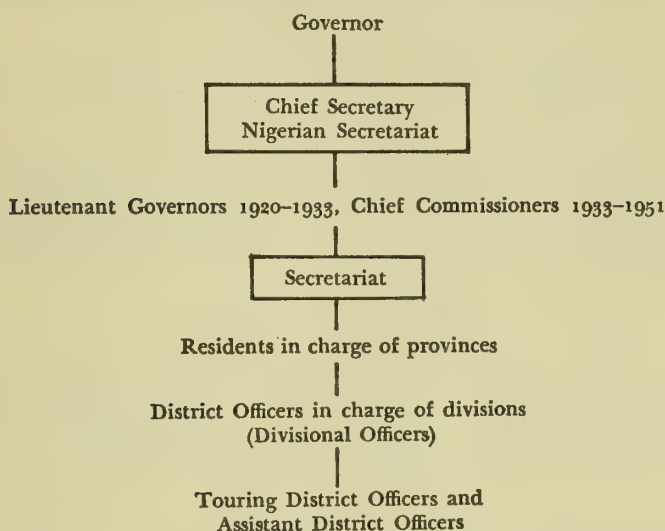 Governor
Chief Secretary
Nigerian Secretariat
Lieutenant Governors 1920–1933, Chief Commissioners 1933–1951
Secretariat
Residents in charge of provinces
District Officers in charge of divisions
(Divisional Officers)
Touring District Officers and
Assistant District Officers